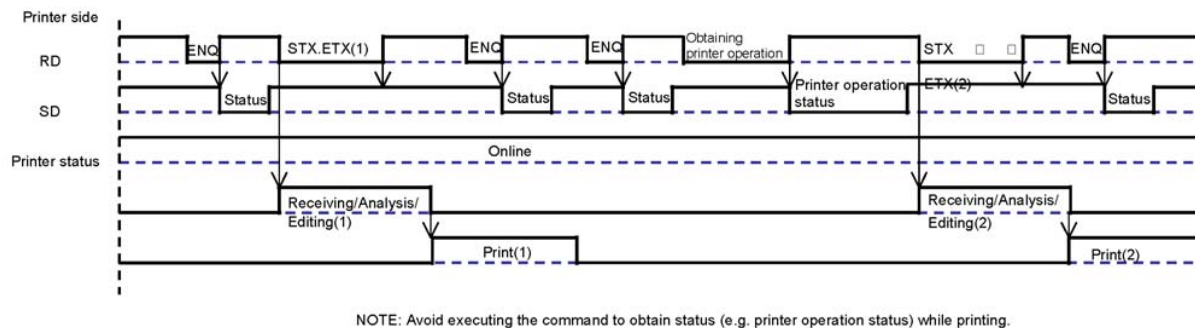 Printer side
ENQ STX.ETX(1) ENQ ENQ Obtaining printer operation STX □ □ ENQ
RD
Status Status Status Printer operation status ETX(2) Status
SD
Online
Printer status
Receiving/Analysis/ Receiving/Analysis/
Editing(1) Editing(2)
Print(1) Print(2)
NOTE: Avoid executing the command to obtain status (e.g. printer operation status) while printing.